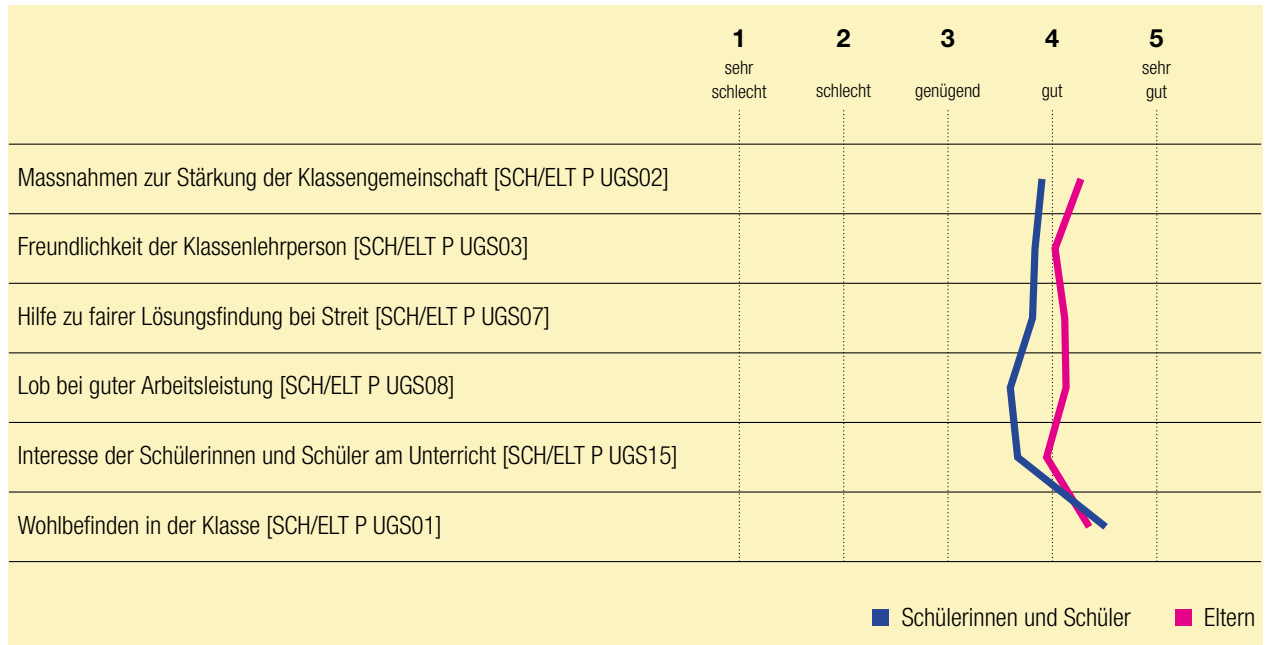 1 2 3 4 5
sehr schlecht schlecht genügend gut sehr gut
Massnahmen zur Stärkung der Klassengemeinschaft [SCH/ELT P UGS02]
Freundlichkeit der Klassenlehrperson [SCH/ELT P UGS03]
Hilfe zu fairer Lösungsfindung bei Streit [SCH/ELT P UGS07]
Lob bei guter Arbeitsleistung [SCH/ELT P UGS08]
Interesse der Schülerinnen und Schüler am Unterricht [SCH/ELT P UGS15]
Wohlbefinden in der Klasse [SCH/ELT P UGS01]
Schülerinnen und Schüler Eltern